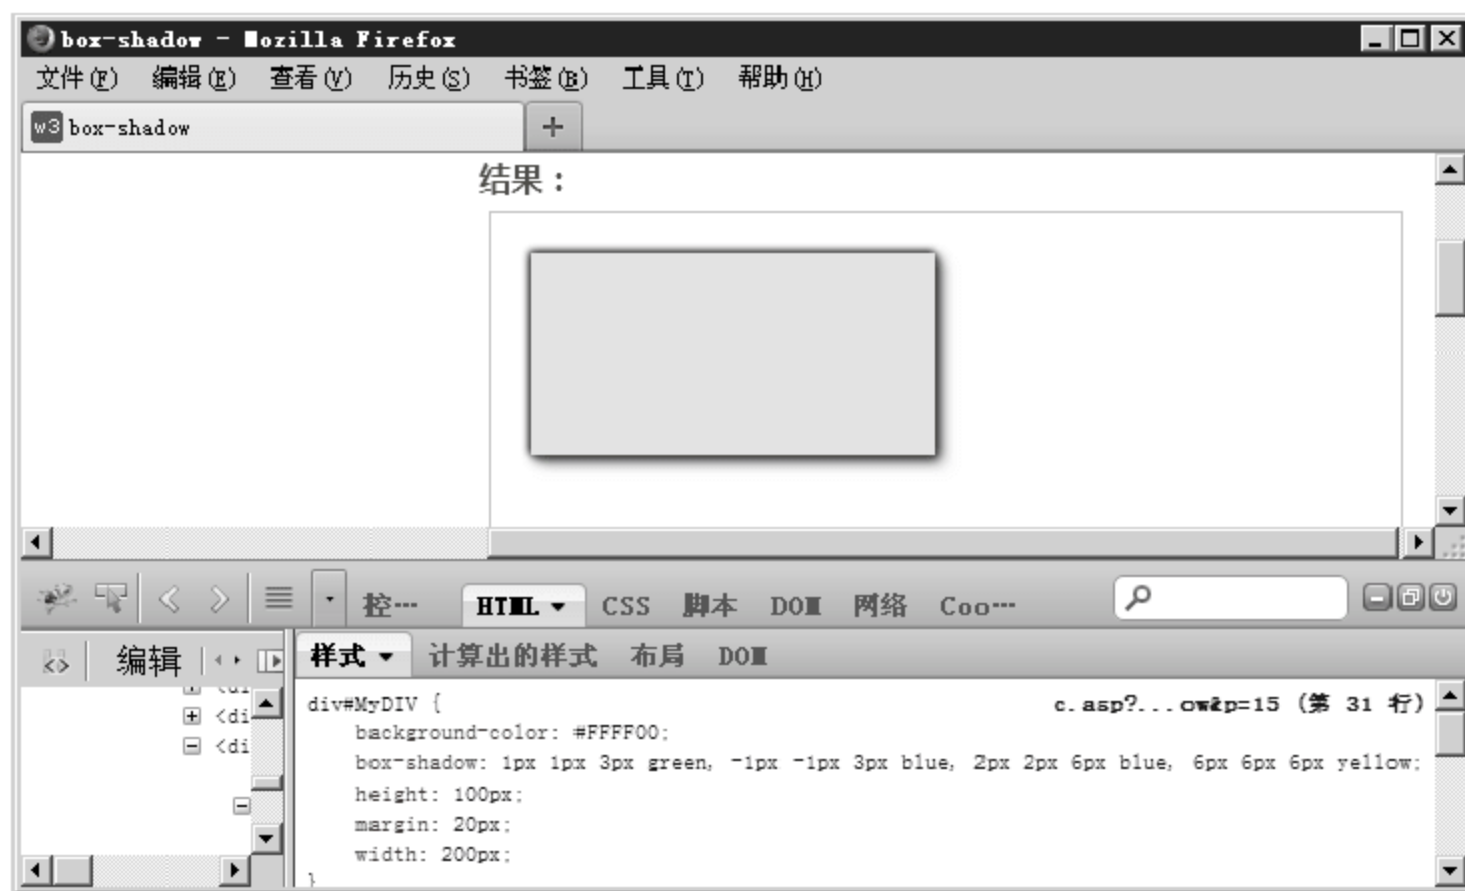 box-shadow - Mozilla Firefox
文件(F) 编辑(E) 查看(V) 历史(S) 书签(B) 工具(T) 帮助(H)
w3 box-shadow +
结果：
控… HTML CSS 脚本 DOM 网络 Coo…
编辑 样式 计算出的样式 布局 DOM
div#MyDIV { c.asp?...ow&p=15 (第 31 行)
<di
<di
background-color: #FFFF00;
box-shadow: 1px 1px 3px green, -1px -1px 3px blue, 2px 2px 6px blue, 6px 6px 6px yellow;
height: 100px;
margin: 20px;
width: 200px;
}